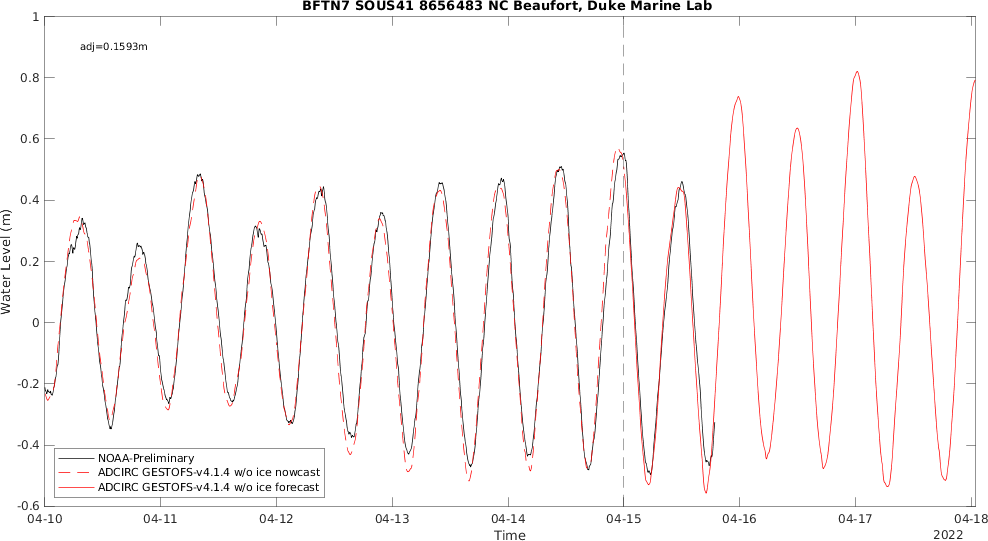 BFTN7 SOUS41 8656483 NC Beaufort, Duke Marine Lab
adj=0.1593m
1
0.8
0.6
0.4
0.2
0
-0.2
-0.4
-0.6
Water Level (m)
NOAA-Preliminary
ADCIRC GESTOFS-v4.1.4 w/o ice nowcast
ADCIRC GESTOFS-v4.1.4 w/o ice forecast
04-10 04-11 04-12 04-13 04-14 04-15 04-16 04-17 04-18
Time
2022